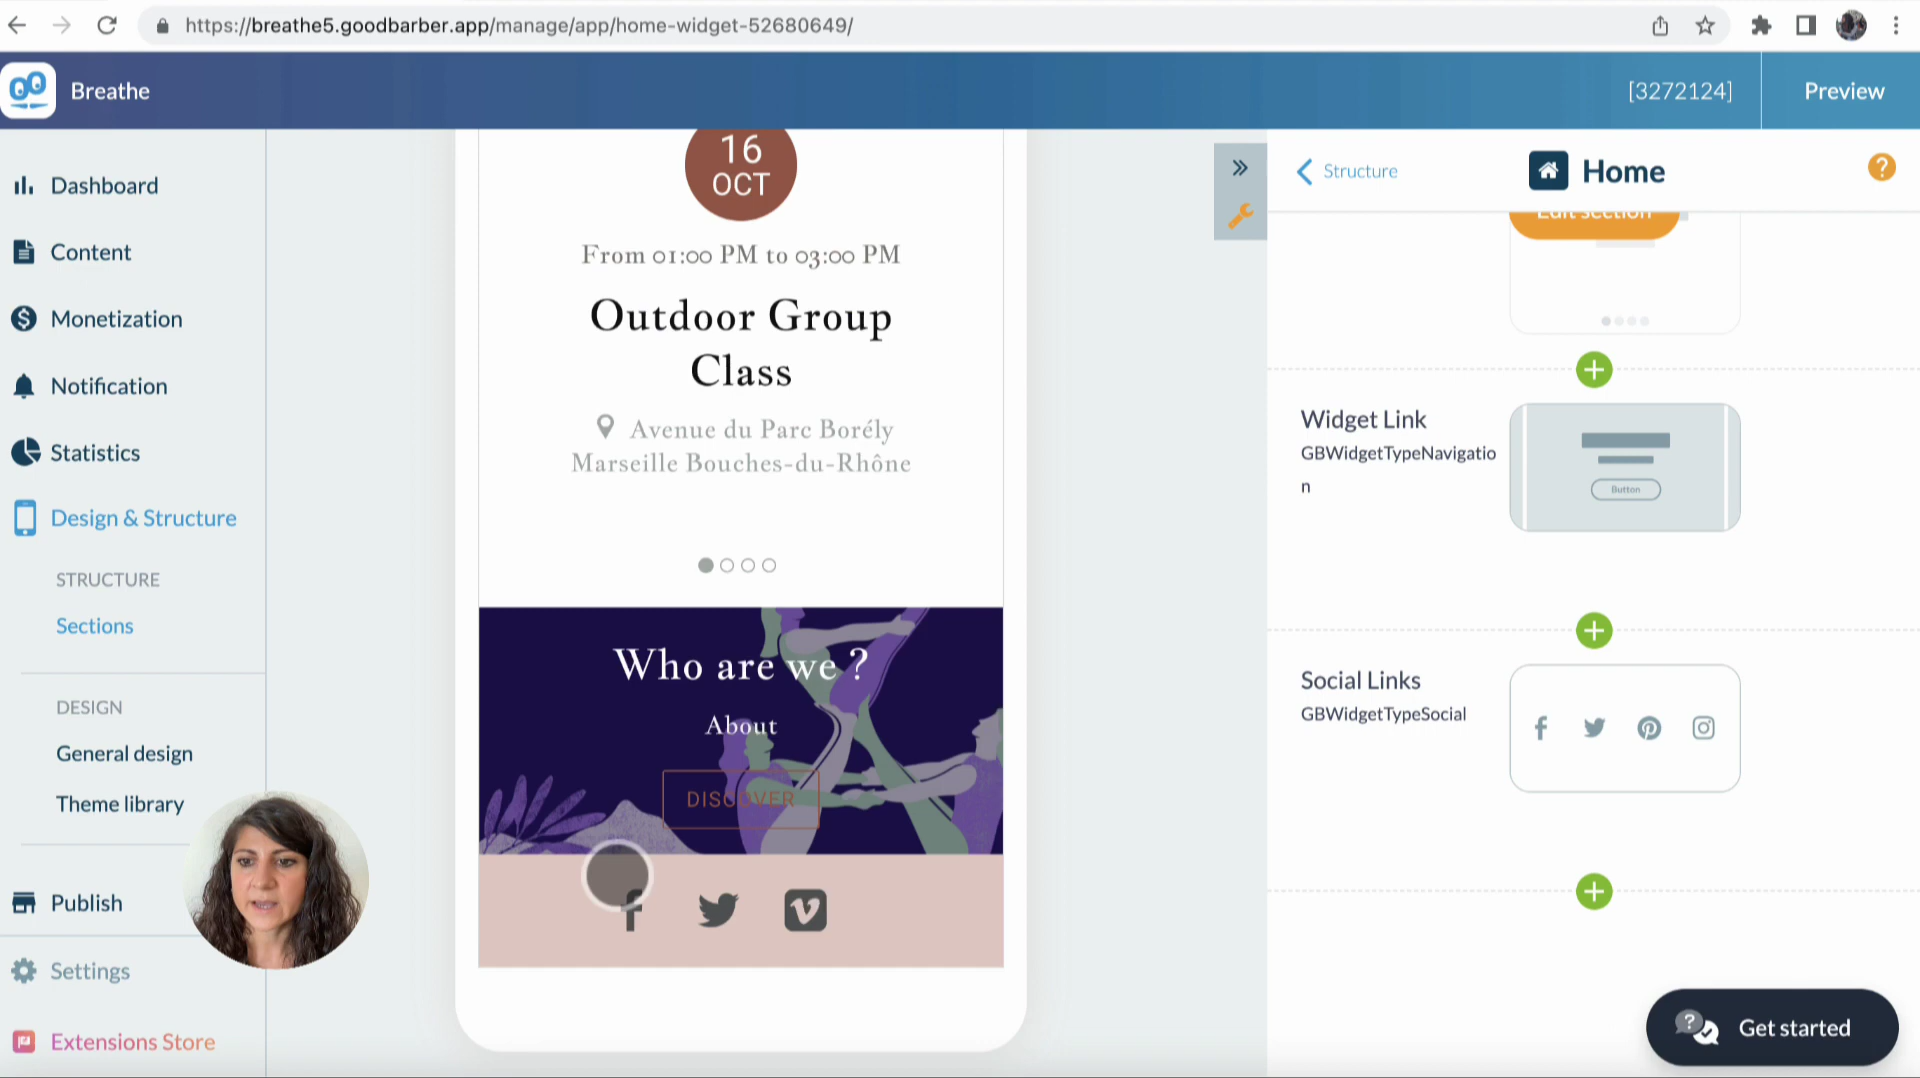 https://breathe5.goodbarber.app/manage/app/home-widget-52680649/
Breathe
[3272124]
Preview
Dashboard
Content
Monetization
Notification
Statistics
Design & Structure
STRUCTURE
Sections
DESIGN
General design
Theme library
Publish
Settings
Extensions Store
16
OCT
From 01:00 PM to 03:00 PM
Outdoor Group
Class
Avenue du Parc Borély
Marseille Bouches-du-Rhône
Who are we ?
About
DISCOVER
Structure
Home
?
Edit section
Widget Link
GBWidgetTypeNavigatio
n
Button
Social Links
GBWidgetTypeSocial
Get started